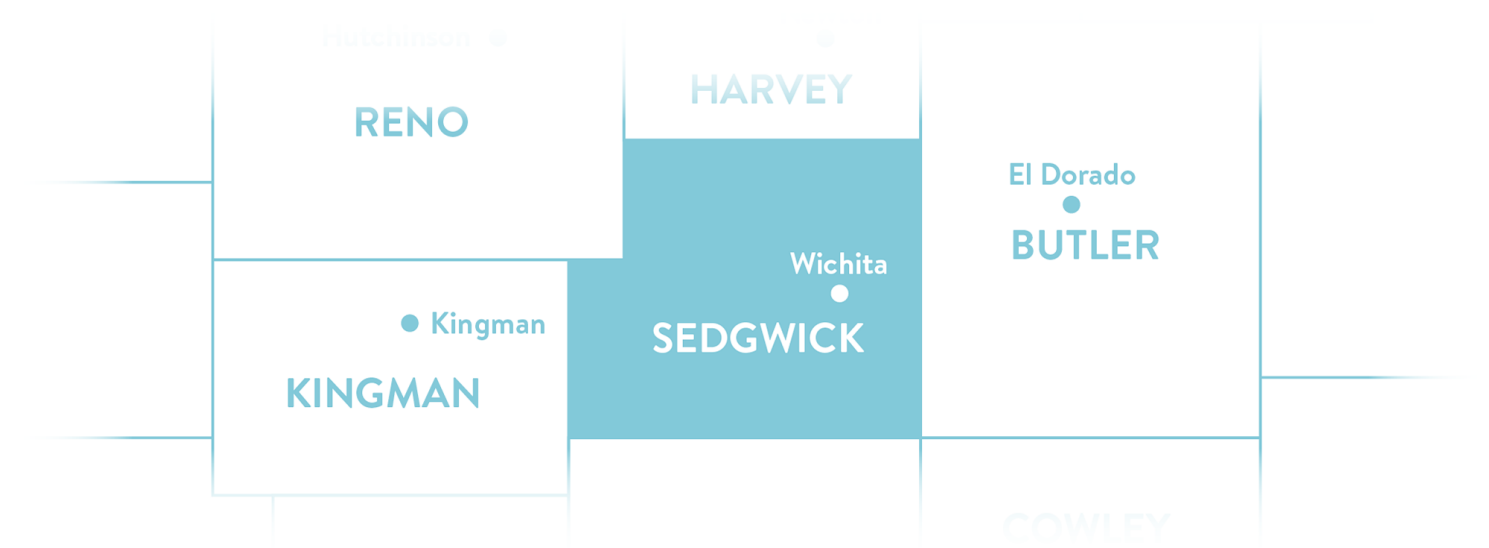 Hutchinson
HARVEY
RENO
El Dorado
BUTLER
Wichita
SEDGWICK
Kingman
KINGMAN
COWLEY